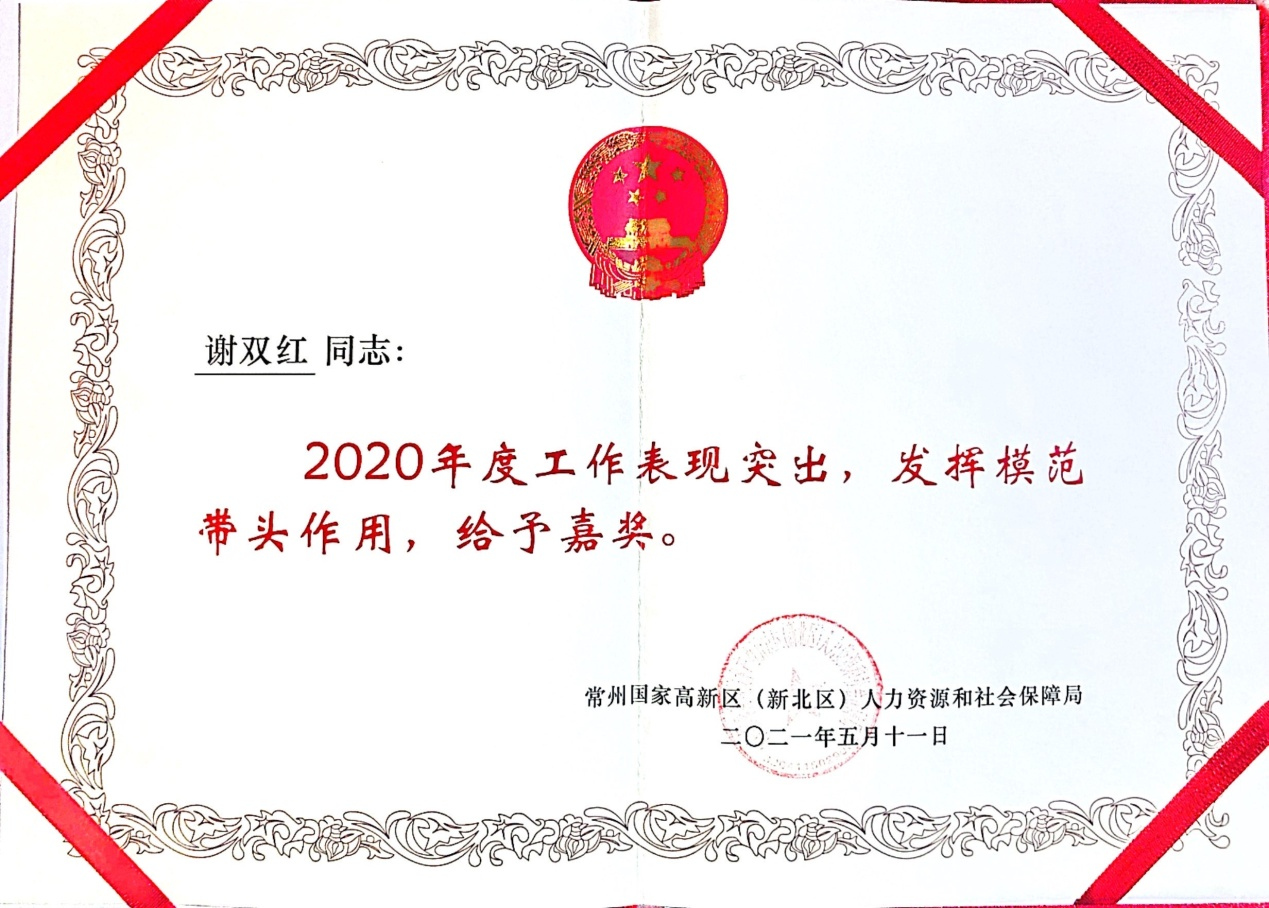 谢双红 同志：
2020年度工作表现突出，发挥模范
带头作用，给予嘉奖。
常州国家高新区（新北区）人力资源和社会保障局
二〇二一年五月十一日